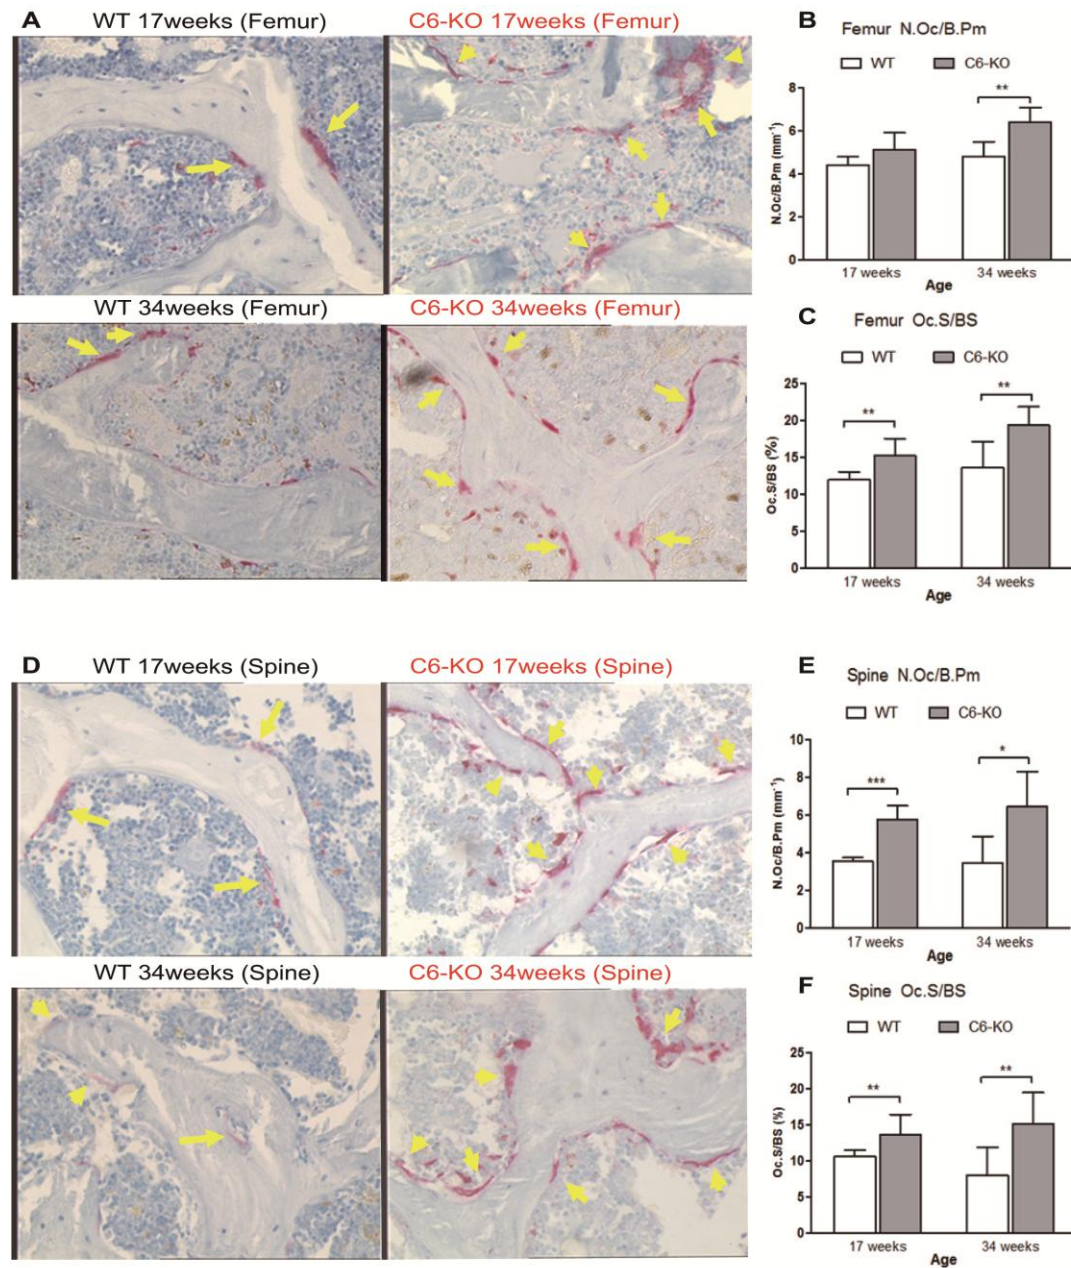 A WT 17weeks (Femur) C6-KO 17weeks (Femur)
WT 34weeks (Femur) C6-KO 34weeks (Femur)
B Femur N.Oc/B.Pm
WT C6-KO
N.Oc/B.Pm (mm⁻¹)
8
6
4
2
0
**
17 weeks 34 weeks
Age
C Femur Oc.S/BS
WT C6-KO
Oc.S/BS (%)
25
20
15
10
5
0
** **
17 weeks 34 weeks
Age
D WT 17weeks (Spine) C6-KO 17weeks (Spine)
WT 34weeks (Spine) C6-KO 34weeks (Spine)
E Spine N.Oc/B.Pm
WT C6-KO
N.Oc/B.Pm (mm⁻¹)
10
8
6
4
2
0
*** *
17 weeks 34 weeks
Age
F Spine Oc.S/BS
WT C6-KO
Oc.S/BS (%)
25
20
15
10
5
0
** **
17 weeks 34 weeks
Age